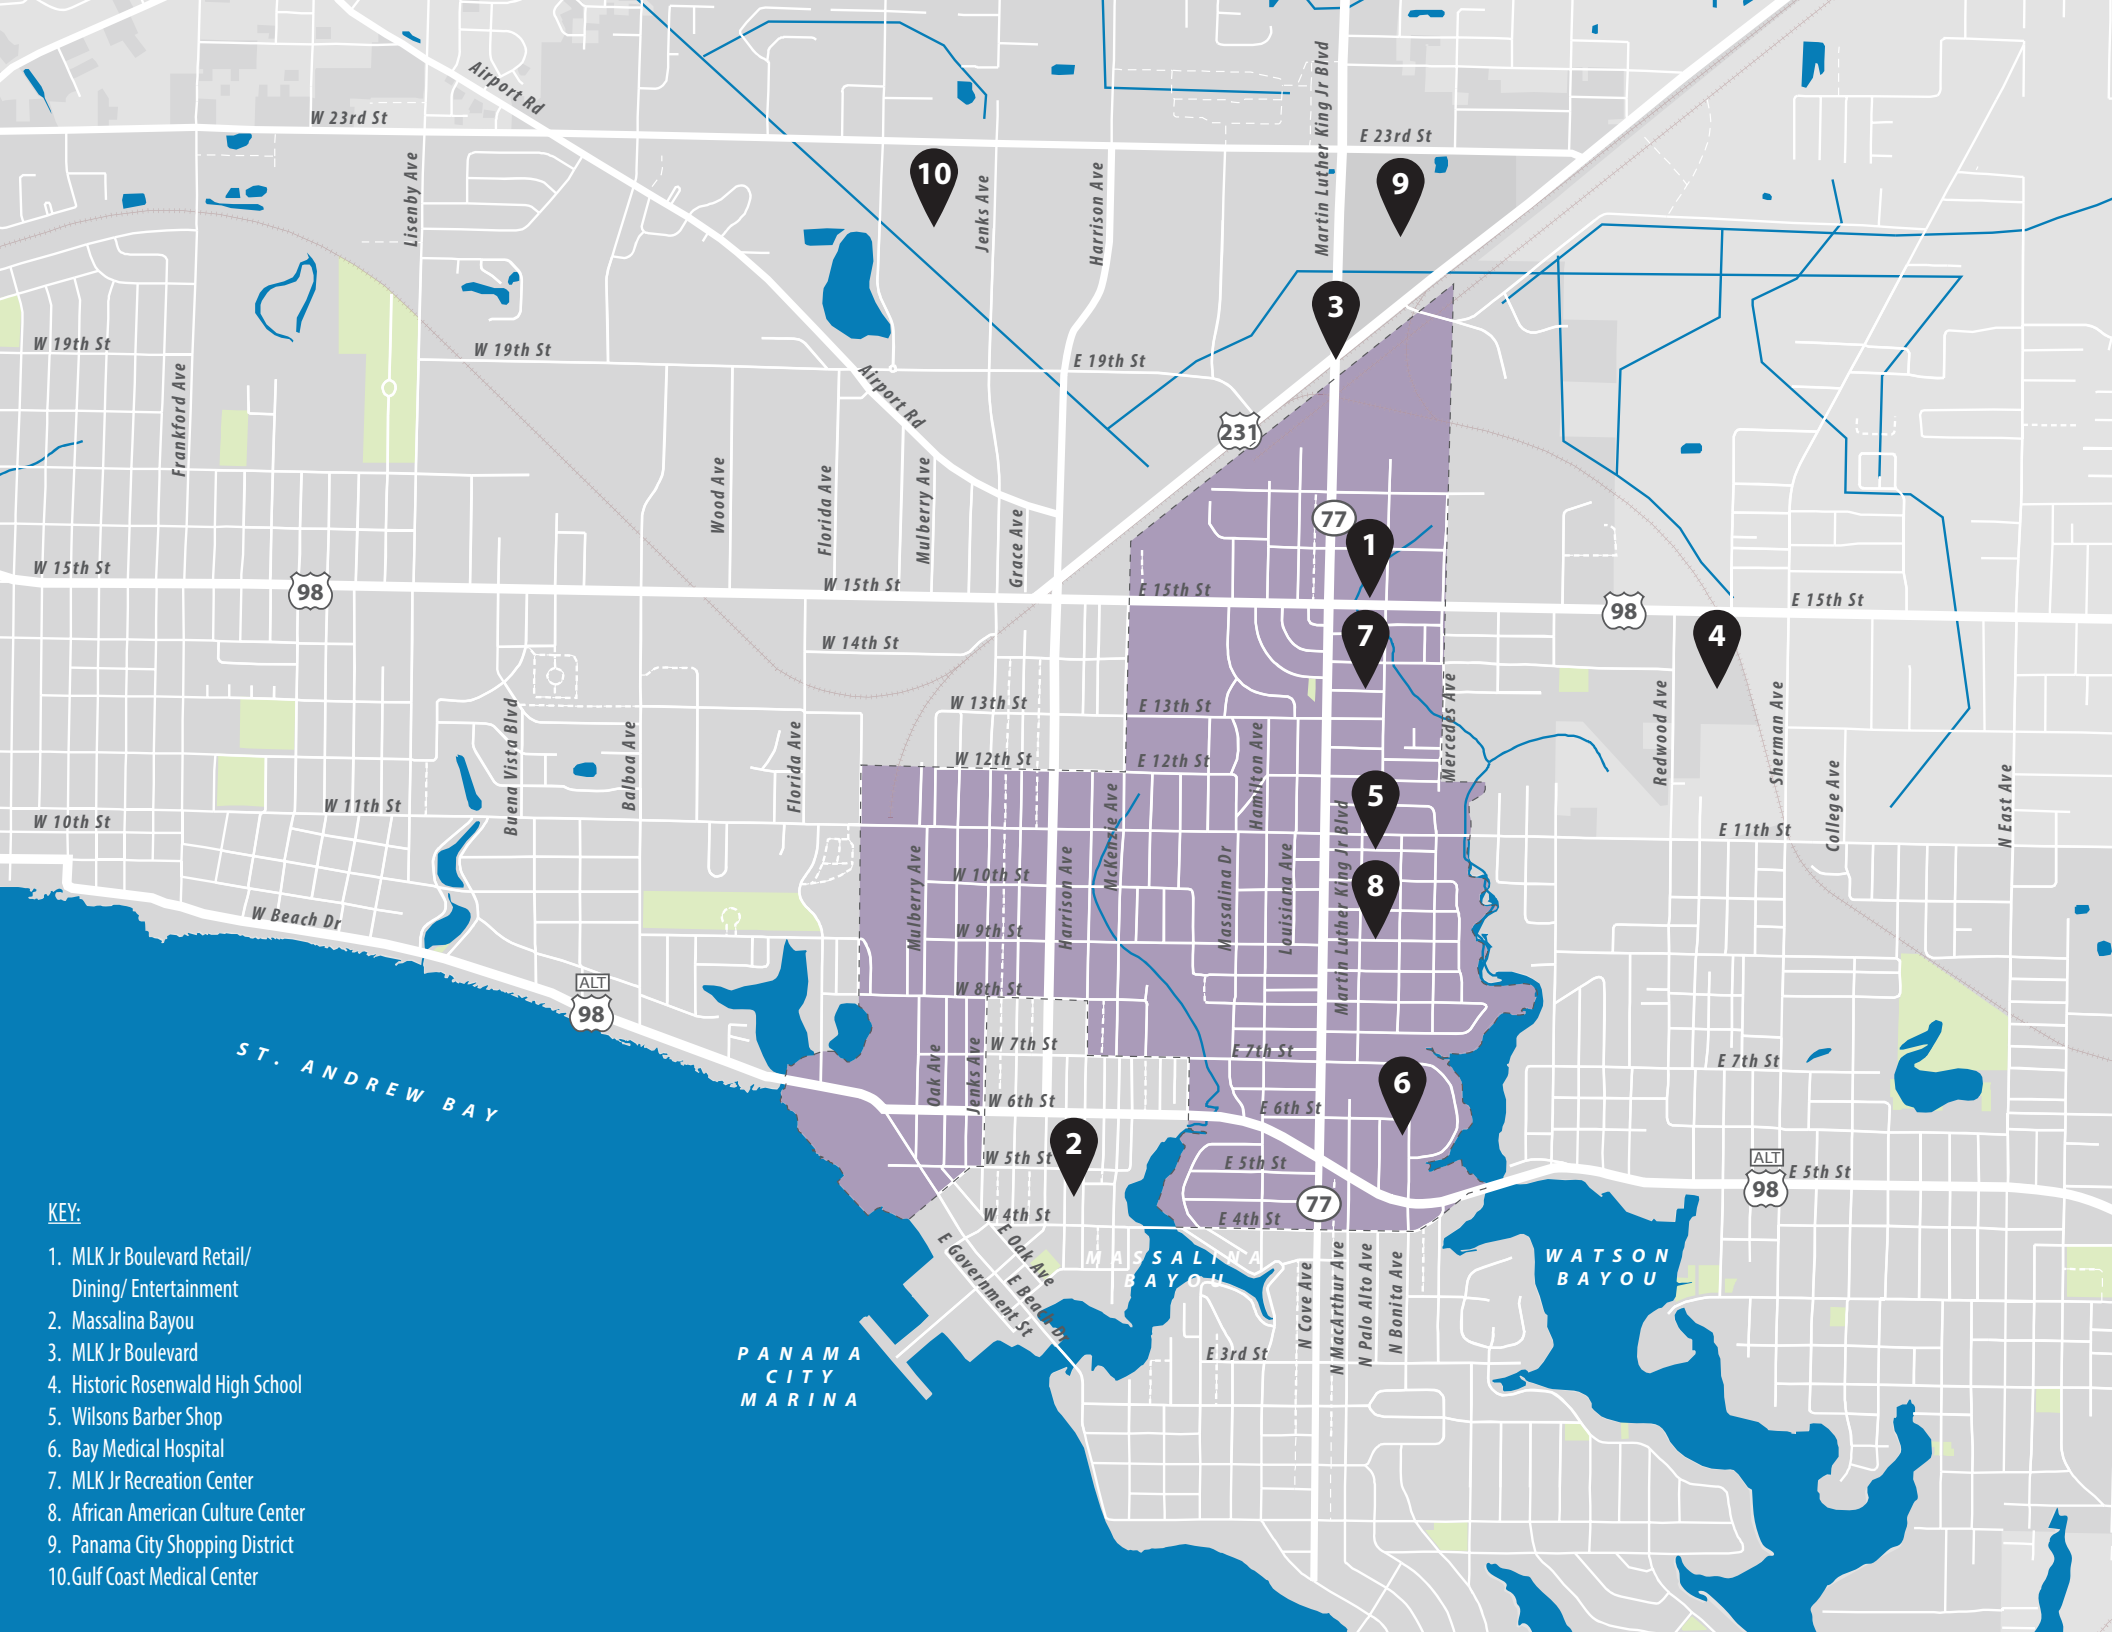 Airport Rd
W 23rd St
Martin Luther King Jr Blvd
E 23rd St
Lisenby Ave
10
Jenks Ave
Harrison Ave
9
3
W 19th St
W 19th St
E 19th St
Frankford Ave
Airport Rd
231
Wood Ave
Florida Ave
Mulberry Ave
Grace Ave
77
1
W 15th St
98
W 15th St
E 15th St
98
E 15th St
7
4
W 14th St
W 13th St
E 13th St
Mercedes Ave
Redwood Ave
Sherman Ave
Buena Vista Blvd
Balboa Ave
Florida Ave
W 12th St
E 12th St
Hamilton Ave
College Ave
N East Ave
W 11th St
McKenzie Ave
5
W 10th St
E 11th St
Mulberry Ave
Harrison Ave
Massalina Dr
Louisiana Ave
Martin Luther King Jr Blvd
W 10th St
8
W Beach Dr
W 9th St
ALT
98
W 8th St
Oak Ave
Jenks Ave
W 7th St
E 7th St
E 7th St
ST. ANDREW BAY
6
W 6th St
E 6th St
2
W 5th St
E 5th St
ALT
98
E 5th St
77
W 4th St
E 4th St
E Oak Ave
E Government St
E Beach Dr
MASSALINA
BAYOU
WATSON
BAYOU
N Cove Ave
N MacArthur Ave
N Palo Alto Ave
N Bonita Ave
E 3rd St
PANAMA
CITY
MARINA
KEY:
1. MLK Jr Boulevard Retail/
Dining/ Entertainment
2. Massalina Bayou
3. MLK Jr Boulevard
4. Historic Rosenwald High School
5. Wilsons Barber Shop
6. Bay Medical Hospital
7. MLK Jr Recreation Center
8. African American Culture Center
9. Panama City Shopping District
10. Gulf Coast Medical Center